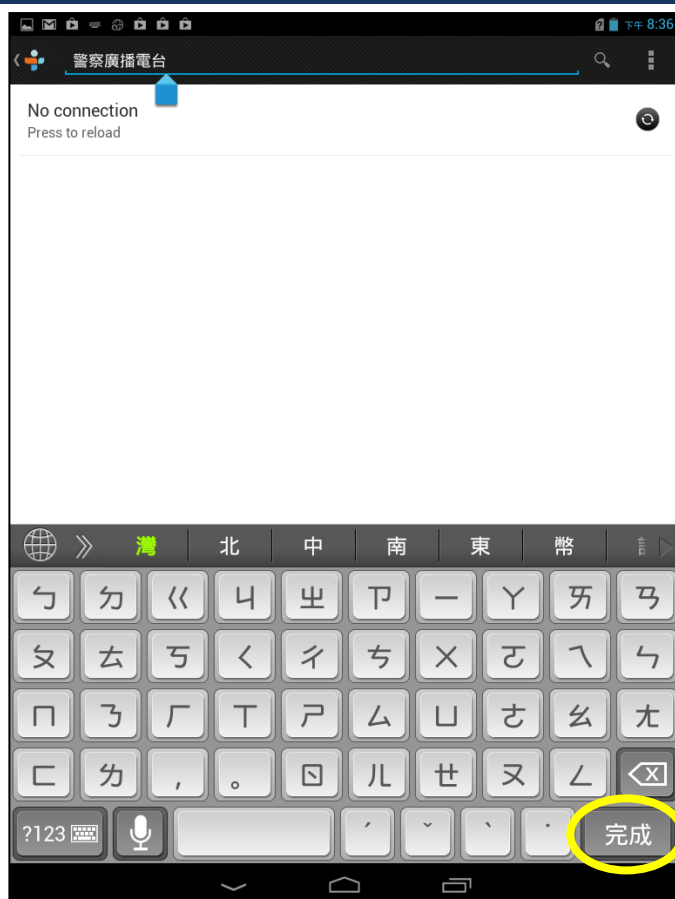 下午 8:36
警察廣播電台
No connection
Press to reload
灣 北 中 南 東 幣
ㄅ ㄉ ㄍ ㄐ ㄓ ㄗ ㄧ ㄚ ㄞ ㄢ
ㄆ ㄊ ㄎ ㄑ ㄔ ㄘ ㄨ ㄛ ㄟ ㄣ
ㄇ ㄋ ㄏ ㄒ ㄕ ㄙ ㄩ ㄜ ㄠ ㄤ
ㄈ ㄌ , 。 ㄖ ㄦ ㄝ ㄡ ㄥ
?123 ˊ ˇ ˋ ˙ 完成